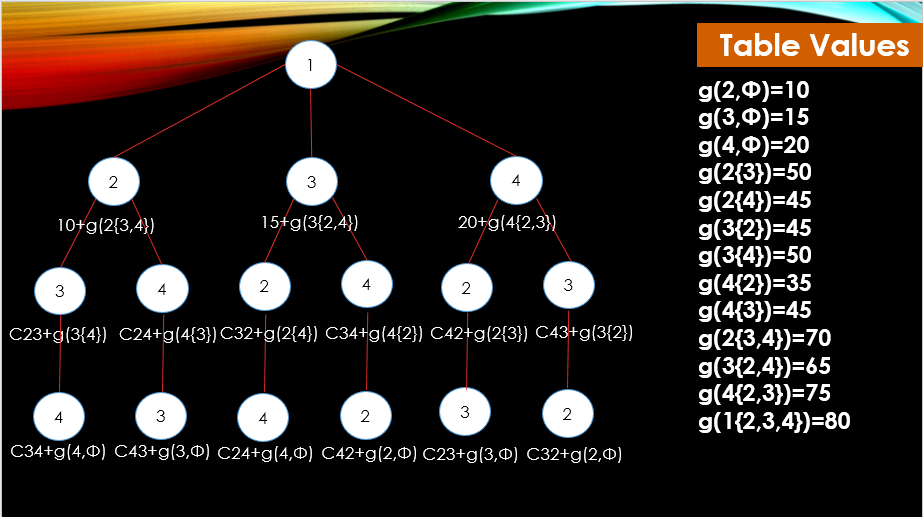 Table Values
g(2,Φ)=10
g(3,Φ)=15
g(4,Φ)=20
g(2{3})=50
g(2{4})=45
g(3{2})=45
g(3{4})=50
g(4{2})=35
g(4{3})=45
g(2{3,4})=70
g(3{2,4})=65
g(4{2,3})=75
g(1{2,3,4})=80
1
2 3 4
10+g(2{3,4}) 15+g(3{2,4}) 20+g(4{2,3})
3 4 2 4 2 3
C23+g(3{4}) C24+g(4{3}) C32+g(2{4}) C34+g(4{2}) C42+g(2{3}) C43+g(3{2})
4 3 4 2 3 2
C34+g(4,Φ) C43+g(3,Φ) C24+g(4,Φ) C42+g(2,Φ) C23+g(3,Φ) C32+g(2,Φ)